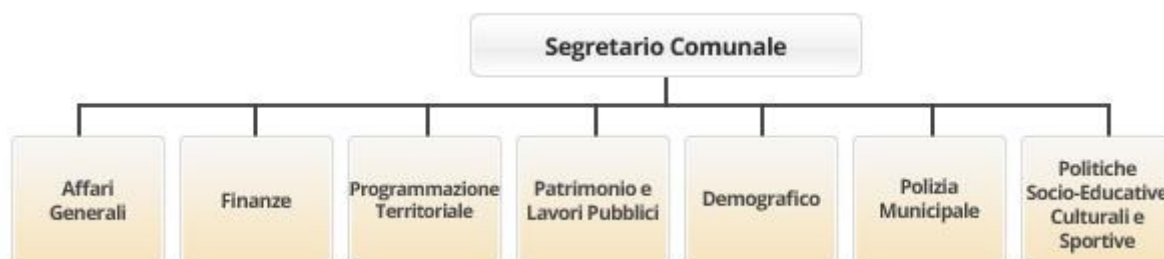 Segretario Comunale
Affari
Generali
Finanze
Programmazione
Territoriale
Patrimonio e
Lavori Pubblici
Demografico
Polizia
Municipale
Politiche
Socio-Educative
Culturali e
Sportive